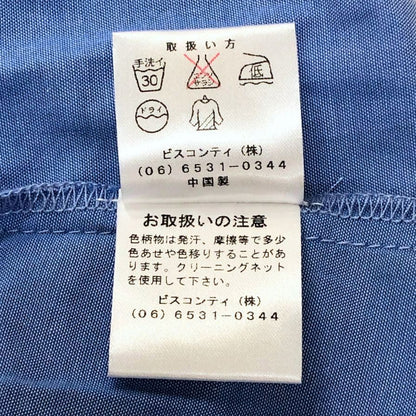 取扱い方
手洗イ
30
エンソ
サラシ
低
ドライ
ビスコンティ(株)
(06)6531-0344
中国製
お取扱いの注意
色柄物は発汗、摩擦等で多少
色あせや色移りすることがあ
ります。クリーニングネット
を使用して下さい。
ビスコンティ(株)
(06)6531-0344